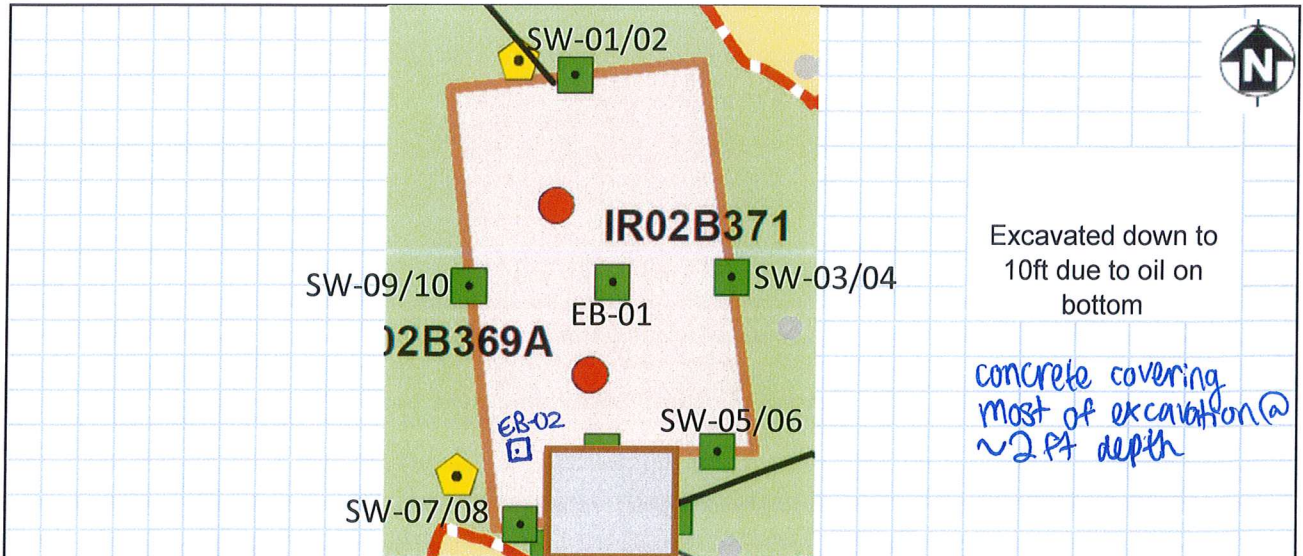 SW-01/02
N
IR02B371
Excavated down to
10ft due to oil on
bottom
SW-09/10
SW-03/04
EB-01
02B369A
concrete covering
most of excavation @
~2 ft depth
EB-02
SW-05/06
SW-07/08